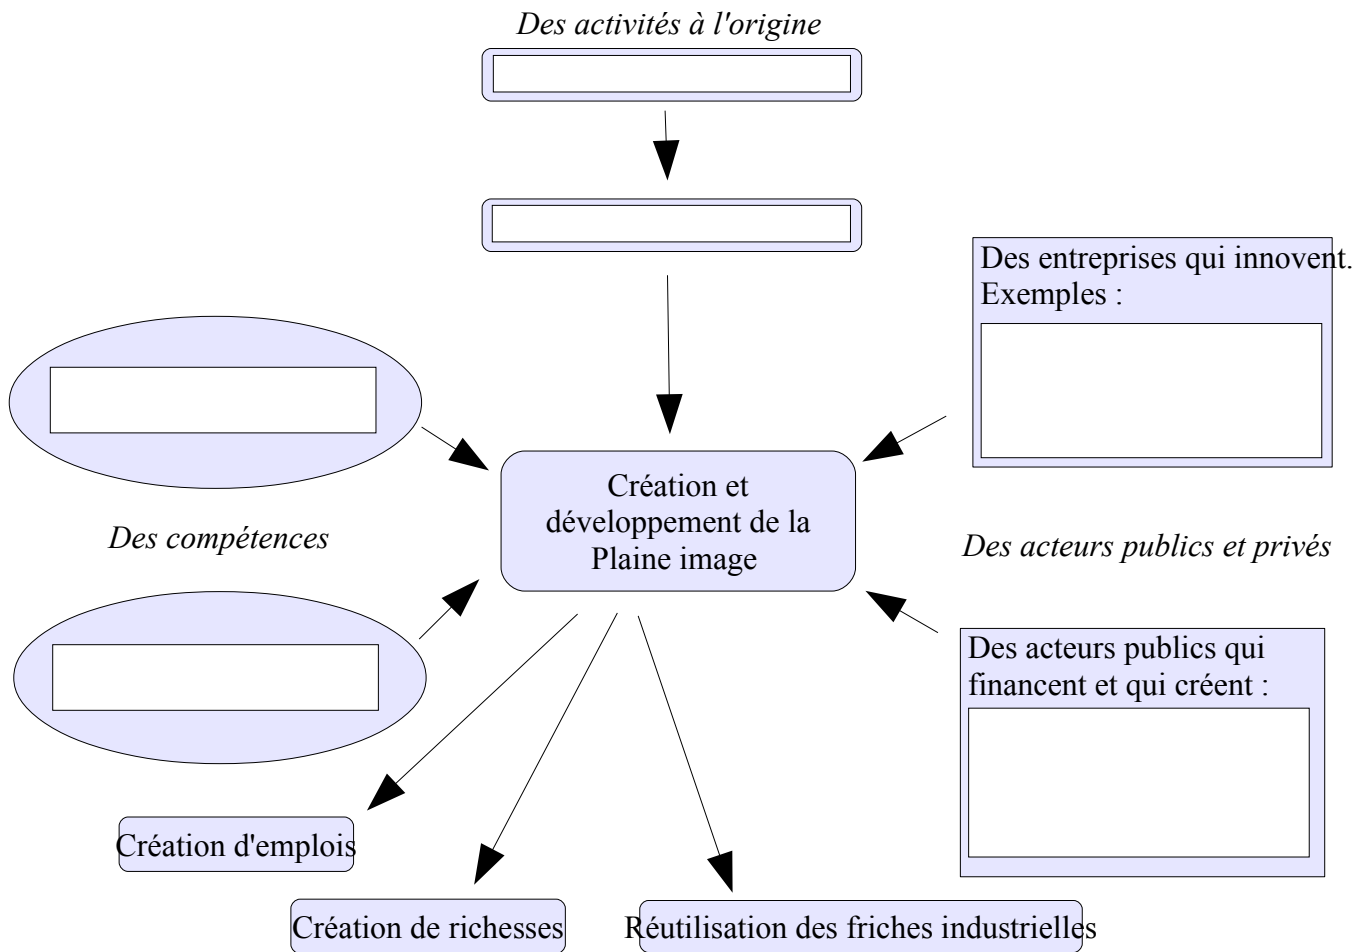 Des activités à l'origine
Des entreprises qui innovent.
Exemples :
Création et
développement de la
Plaine image
Des compétences
Des acteurs publics et privés
Des acteurs publics qui
financent et qui créent :
Création d'emplois
Création de richesses
Réutilisation des friches industrielles